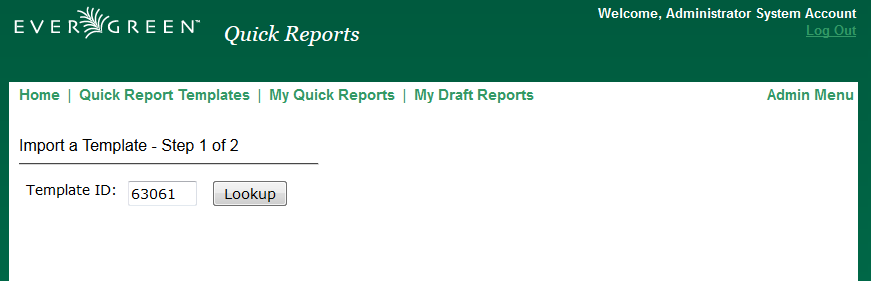 EVERGREEN™ Quick Reports
Welcome, Administrator System Account
Log Out
Home | Quick Report Templates | My Quick Reports | My Draft Reports
Admin Menu
Import a Template - Step 1 of 2
Template ID: 63061 Lookup